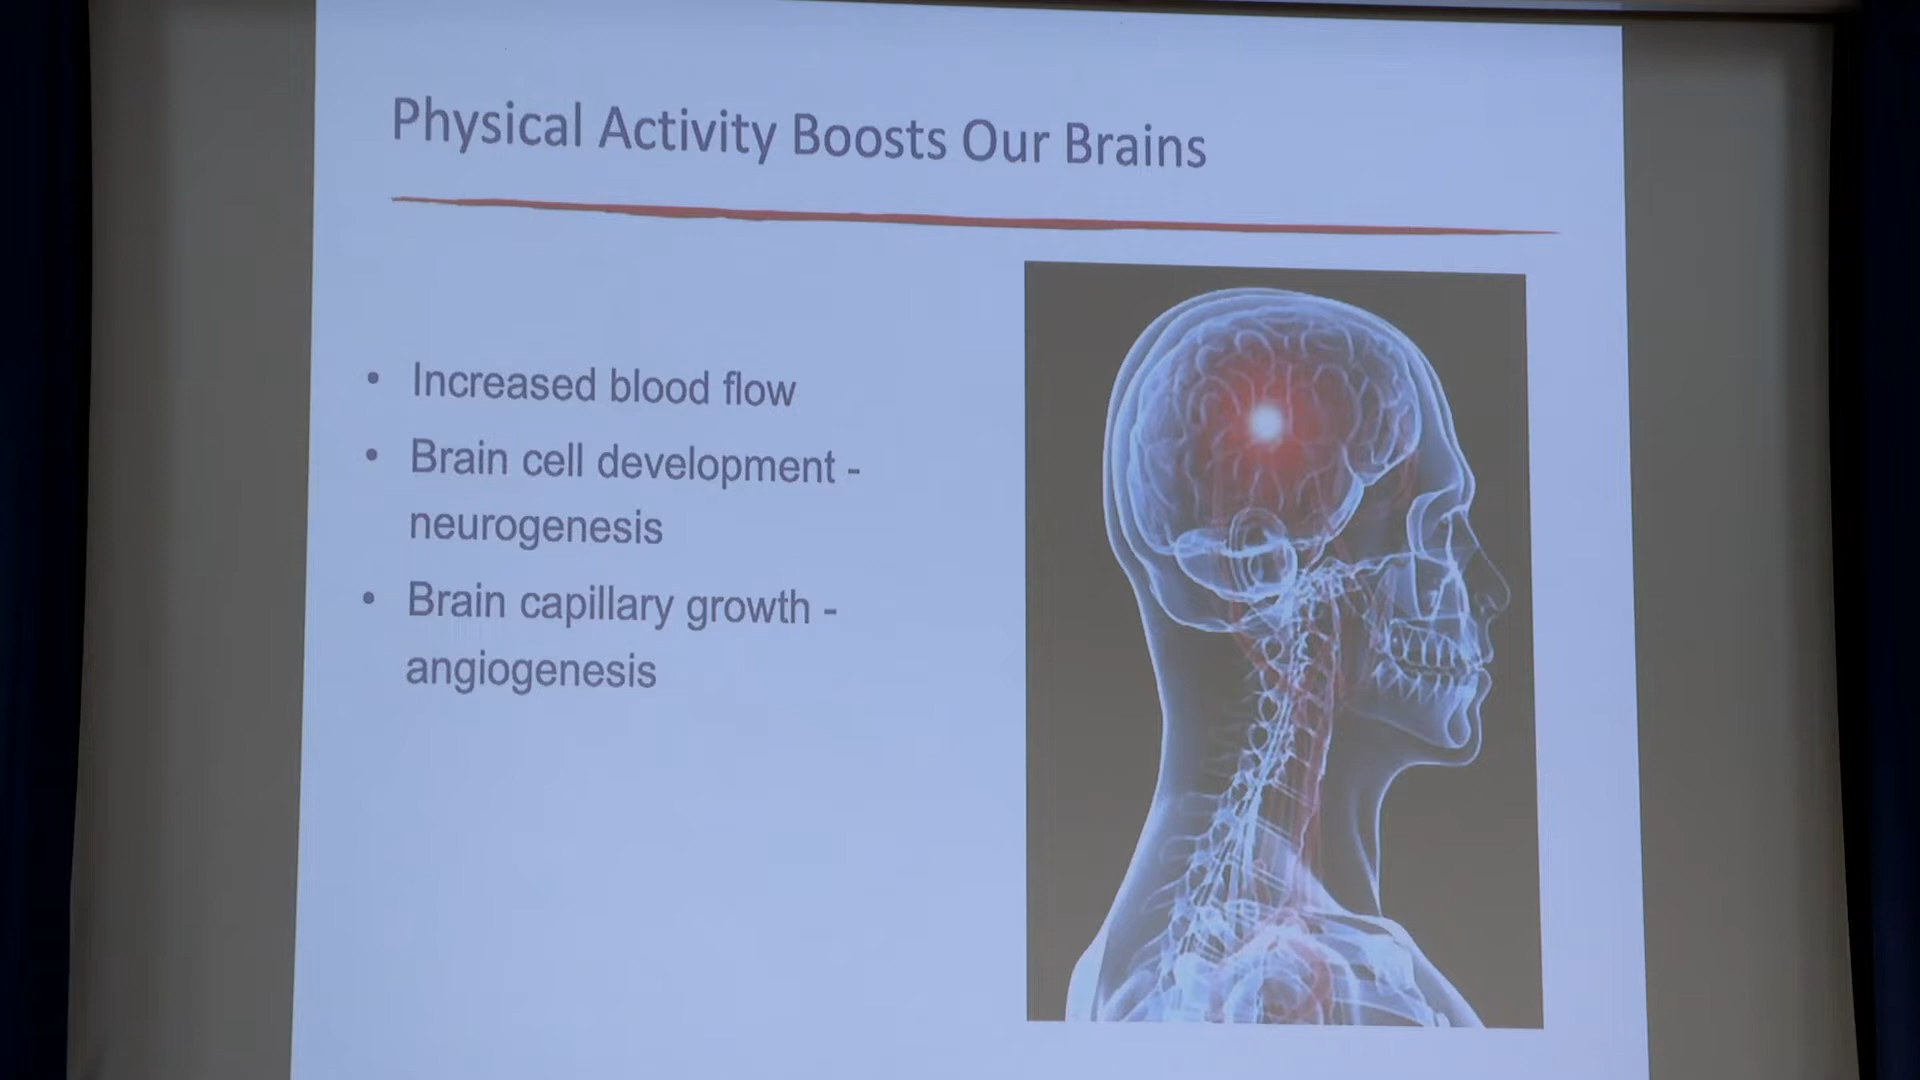 Physical Activity Boosts Our Brains
• Increased blood flow
• Brain cell development -
neurogenesis
• Brain capillary growth -
angiogenesis